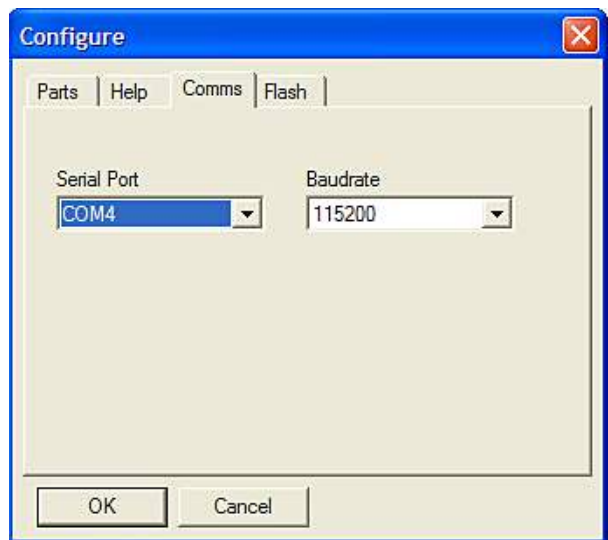 Configure
Parts Help Comms Flash
Serial Port Baudrate
COM4 115200
OK Cancel